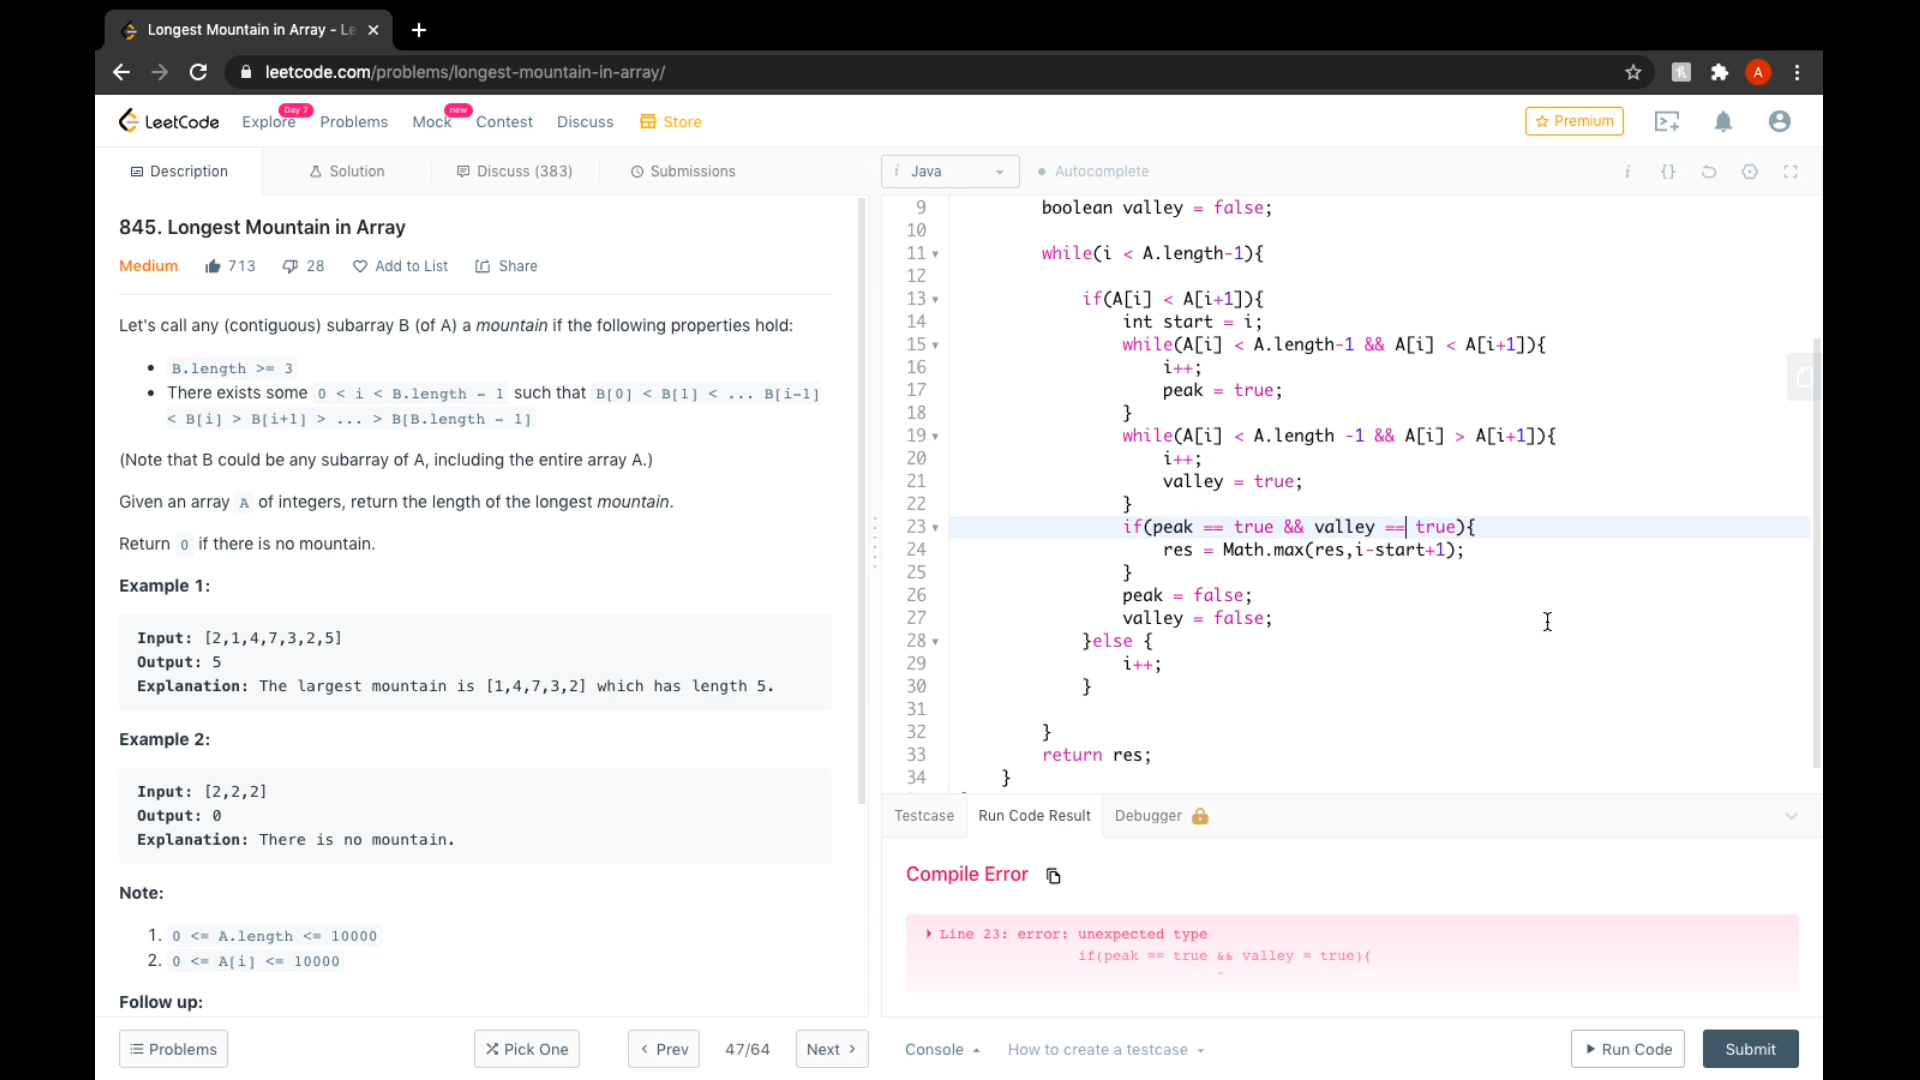 Longest Mountain in Array - Le
leetcode.com/problems/longest-mountain-in-array/
A
LeetCode
Explore
Day 7
Problems
Mock
new
Contest
Discuss
Store
Premium
Description
Solution
Discuss (383)
Submissions
i Java
Autocomplete
i
{}
845. Longest Mountain in Array
Medium
713
28
Add to List
Share
Let's call any (contiguous) subarray B (of A) a mountain if the following properties hold:
B.length >= 3
There exists some 0 < i < B.length - 1 such that B[0] < B[1] < ... B[i-1]
< B[i] > B[i+1] > ... > B[B.length - 1]
(Note that B could be any subarray of A, including the entire array A.)
Given an array A of integers, return the length of the longest mountain.
Return 0 if there is no mountain.
Example 1:
Input: [2,1,4,7,3,2,5]
Output: 5
Explanation: The largest mountain is [1,4,7,3,2] which has length 5.
Example 2:
Input: [2,2,2]
Output: 0
Explanation: There is no mountain.
Note:
1. 0 <= A.length <= 10000
2. 0 <= A[i] <= 10000
Follow up:
9 boolean valley = false;
10
11 while(i < A.length-1){
12
13 if(A[i] < A[i+1]){
14 int start = i;
15 while(A[i] < A.length-1 && A[i] < A[i+1]){
16 i++;
17 peak = true;
18 }
19 while(A[i] < A.length -1 && A[i] > A[i+1]){
20 i++;
21 valley = true;
22 }
23 if(peak == true && valley == true){
24 res = Math.max(res,i-start+1);
25 }
26 peak = false;
27 valley = false;
28 }else {
29 i++;
30 }
31
32 }
33 return res;
34 }
Testcase
Run Code Result
Debugger
Compile Error
Line 23: error: unexpected type
if(peak == true && valley = true){
^
Problems
Pick One
Prev
47/64
Next
Console
How to create a testcase
Run Code
Submit